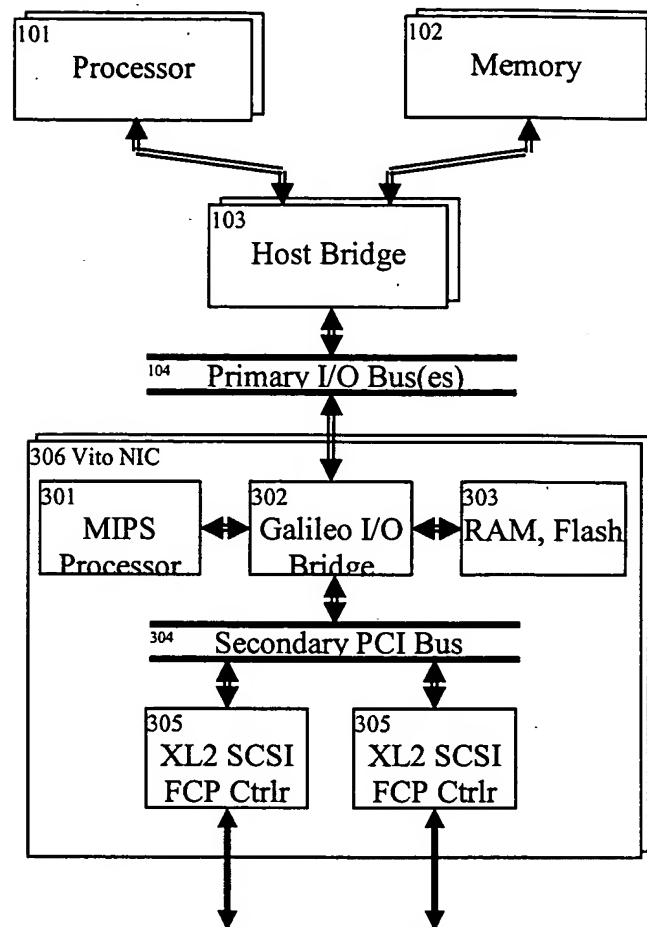 101
Processor
102
Memory
103
Host Bridge
104 Primary I/O Bus(es)
306 Vito NIC
301
MIPS
Processor
302
Galileo I/O
Bridge
303
RAM, Flash
304 Secondary PCI Bus
305
XL2 SCSI
FCP Ctrlr
305
XL2 SCSI
FCP Ctrlr